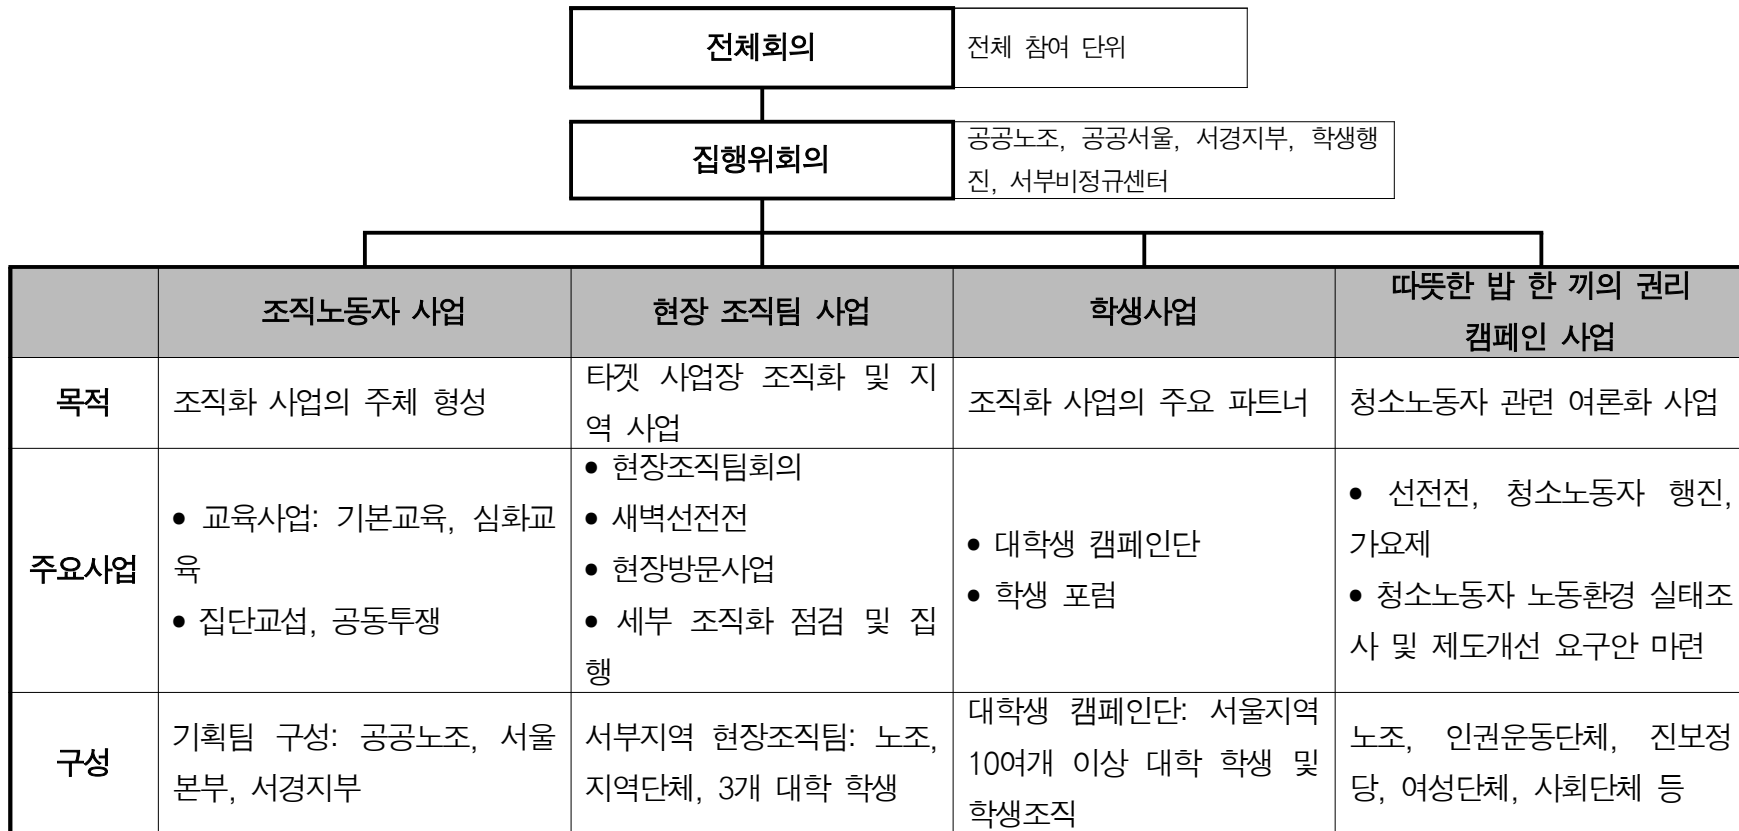 전체회의
전체 참여 단위
집행위회의
공공노조, 공공서울, 서경지부, 학생행
진, 서부비정규센터
조직노동자 사업
현장 조직팀 사업
학생사업
따뜻한 밥 한 끼의 권리
캠페인 사업
목적
조직화 사업의 주체 형성
타겟 사업장 조직화 및 지
역 사업
조직화 사업의 주요 파트너
청소노동자 관련 여론화 사업
주요사업
● 교육사업: 기본교육, 심화교
육
● 집단교섭, 공동투쟁
● 현장조직팀회의
● 새벽선전전
● 현장방문사업
● 세부 조직화 점검 및 집
행
● 대학생 캠페인단
● 학생 포럼
● 선전전, 청소노동자 행진,
가요제
● 청소노동자 노동환경 실태조
사 및 제도개선 요구안 마련
구성
기획팀 구성: 공공노조, 서울
본부, 서경지부
서부지역 현장조직팀: 노조,
지역단체, 3개 대학 학생
대학생 캠페인단: 서울지역
10여개 이상 대학 학생 및
학생조직
노조, 인권운동단체, 진보정
당, 여성단체, 사회단체 등